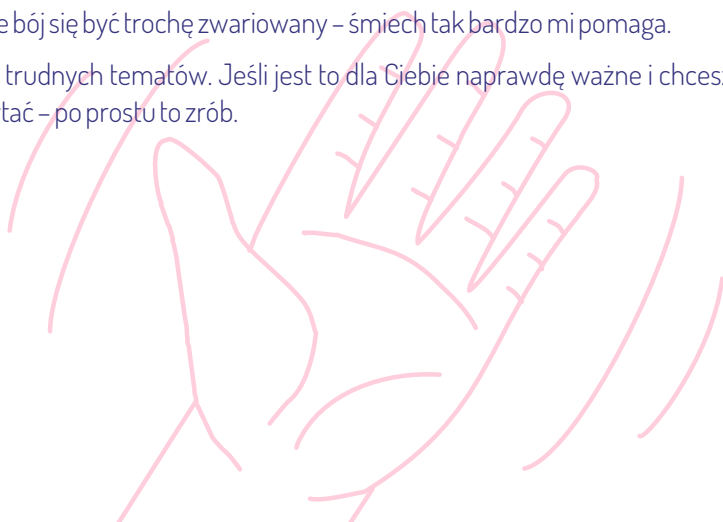 e bój się być trochę zwariowany – śmiech tak bardzo mi pomaga.
trudnych tematów. Jeśli jest to dla Ciebie naprawdę ważne i chcesz
tać – po prostu to zrób.